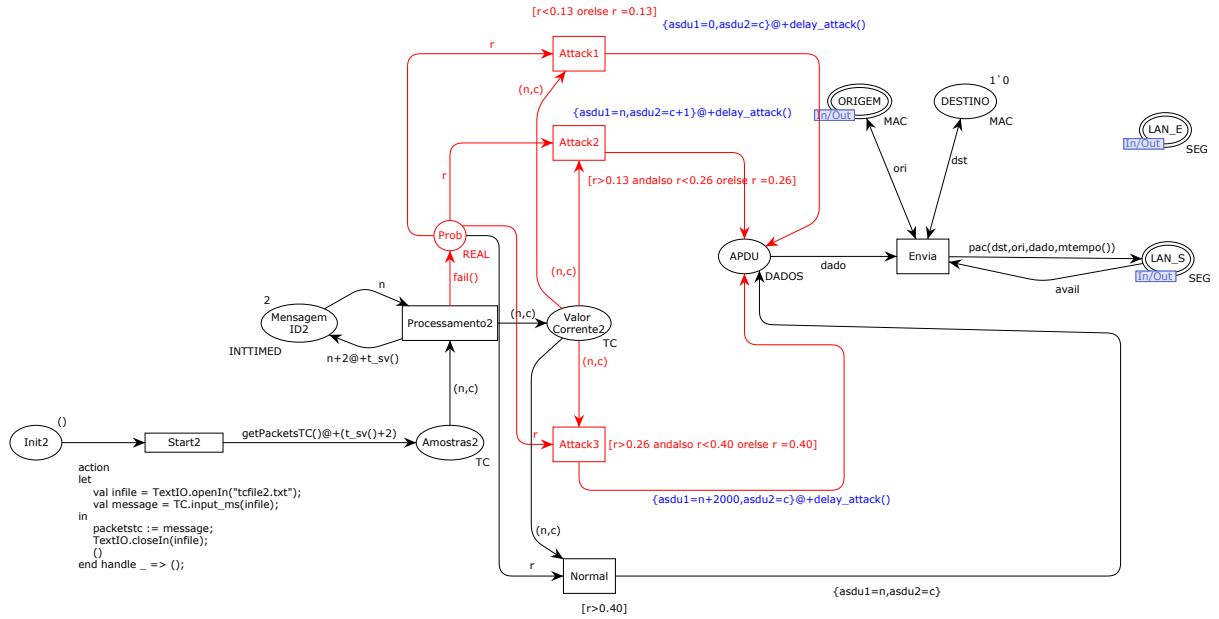 [r<0.13 orelse r =0.13]
{asdu1=0,asdu2=c}@+delay_attack()
r
Attack1
(n,c)
1`0
ORIGEM
DESTINO
In/Out
MAC
MAC
{asdu1=n,asdu2=c+1}@+delay_attack()
LAN_E
In/Out
SEG
Attack2
ori
dst
r
[r>0.13 andalso r<0.26 orelse r =0.26]
Prob
REAL
fail()
(n,c)
APDU
DADOS
dado
Envia
pac(dst,ori,dado,mtempo())
LAN_S
In/Out
SEG
avail
2
n
Mensagem
ID2
INTTIMED
Processamento2
(n,c)
Valor
Corrente2
TC
n+2@+t_sv()
(n,c)
(n,c)
()
Init2
Start2
getPacketsTC()@+(t_sv()+2)
Amostras2
TC
r
Attack3
[r>0.26 andalso r<0.40 orelse r =0.40]
action
let
val infile = TextIO.openIn("tcfile2.txt");
val message = TC.input_ms(infile);
in
packetstc := message;
TextIO.closeIn(infile);
()
end handle _ => ();
{asdu1=n+2000,asdu2=c}@+delay_attack()
(n,c)
r
Normal
{asdu1=n,asdu2=c}
[r>0.40]